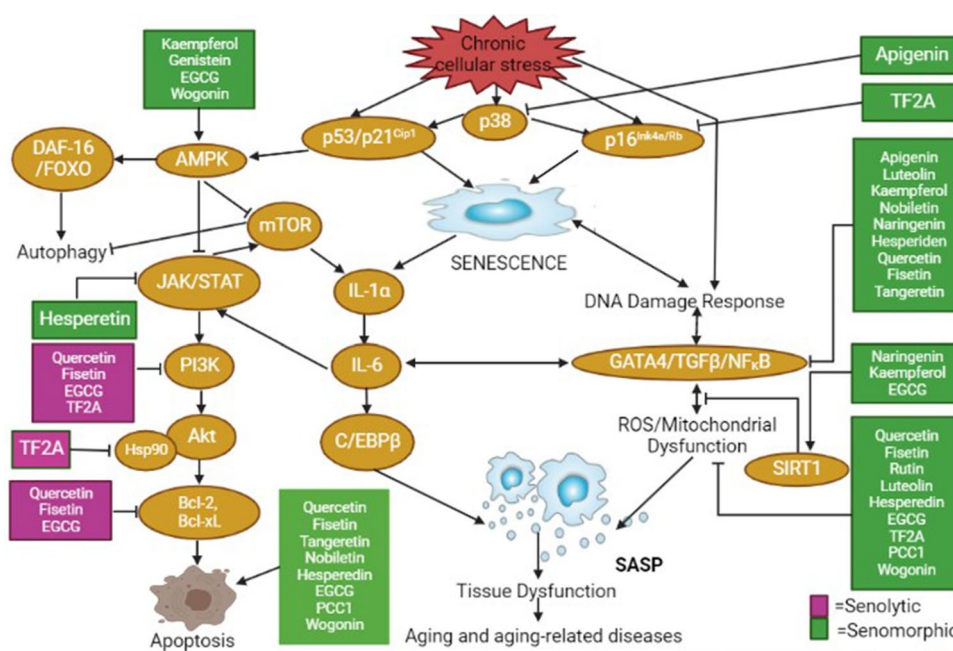 Kaempferol
Genistein
EGCG
Wogonin
Chronic
cellular stress
Apigenin
TF2A
p53/p21Cip1
p38
p16Ink4a/Rb
DAF-16
/FOXO
AMPK
mTOR
Autophagy
SENESCENCE
Apigenin
Luteolin
Kaempferol
Nobiletin
Naringenin
Hesperiden
Quercetin
Fisetin
Tangeretin
JAK/STAT
IL-1α
DNA Damage Response
Hesperetin
Quercetin
Fisetin
EGCG
TF2A
PI3K
IL-6
GATA4/TGFβ/NFκB
Naringenin
Kaempferol
EGCG
TF2A
Hsp90
Akt
C/EBPβ
ROS/Mitochondrial
Dysfunction
SIRT1
Quercetin
Fisetin
Rutin
Luteolin
Hesperedin
EGCG
TF2A
PCC1
Wogonin
Quercetin
Fisetin
EGCG
Bcl-2,
Bcl-xL
Quercetin
Fisetin
Tangeretin
Nobiletin
Hesperedin
EGCG
PCC1
Wogonin
SASP
Tissue Dysfunction
Apoptosis
Aging and aging-related diseases
=Senolytic
=Senomorphic